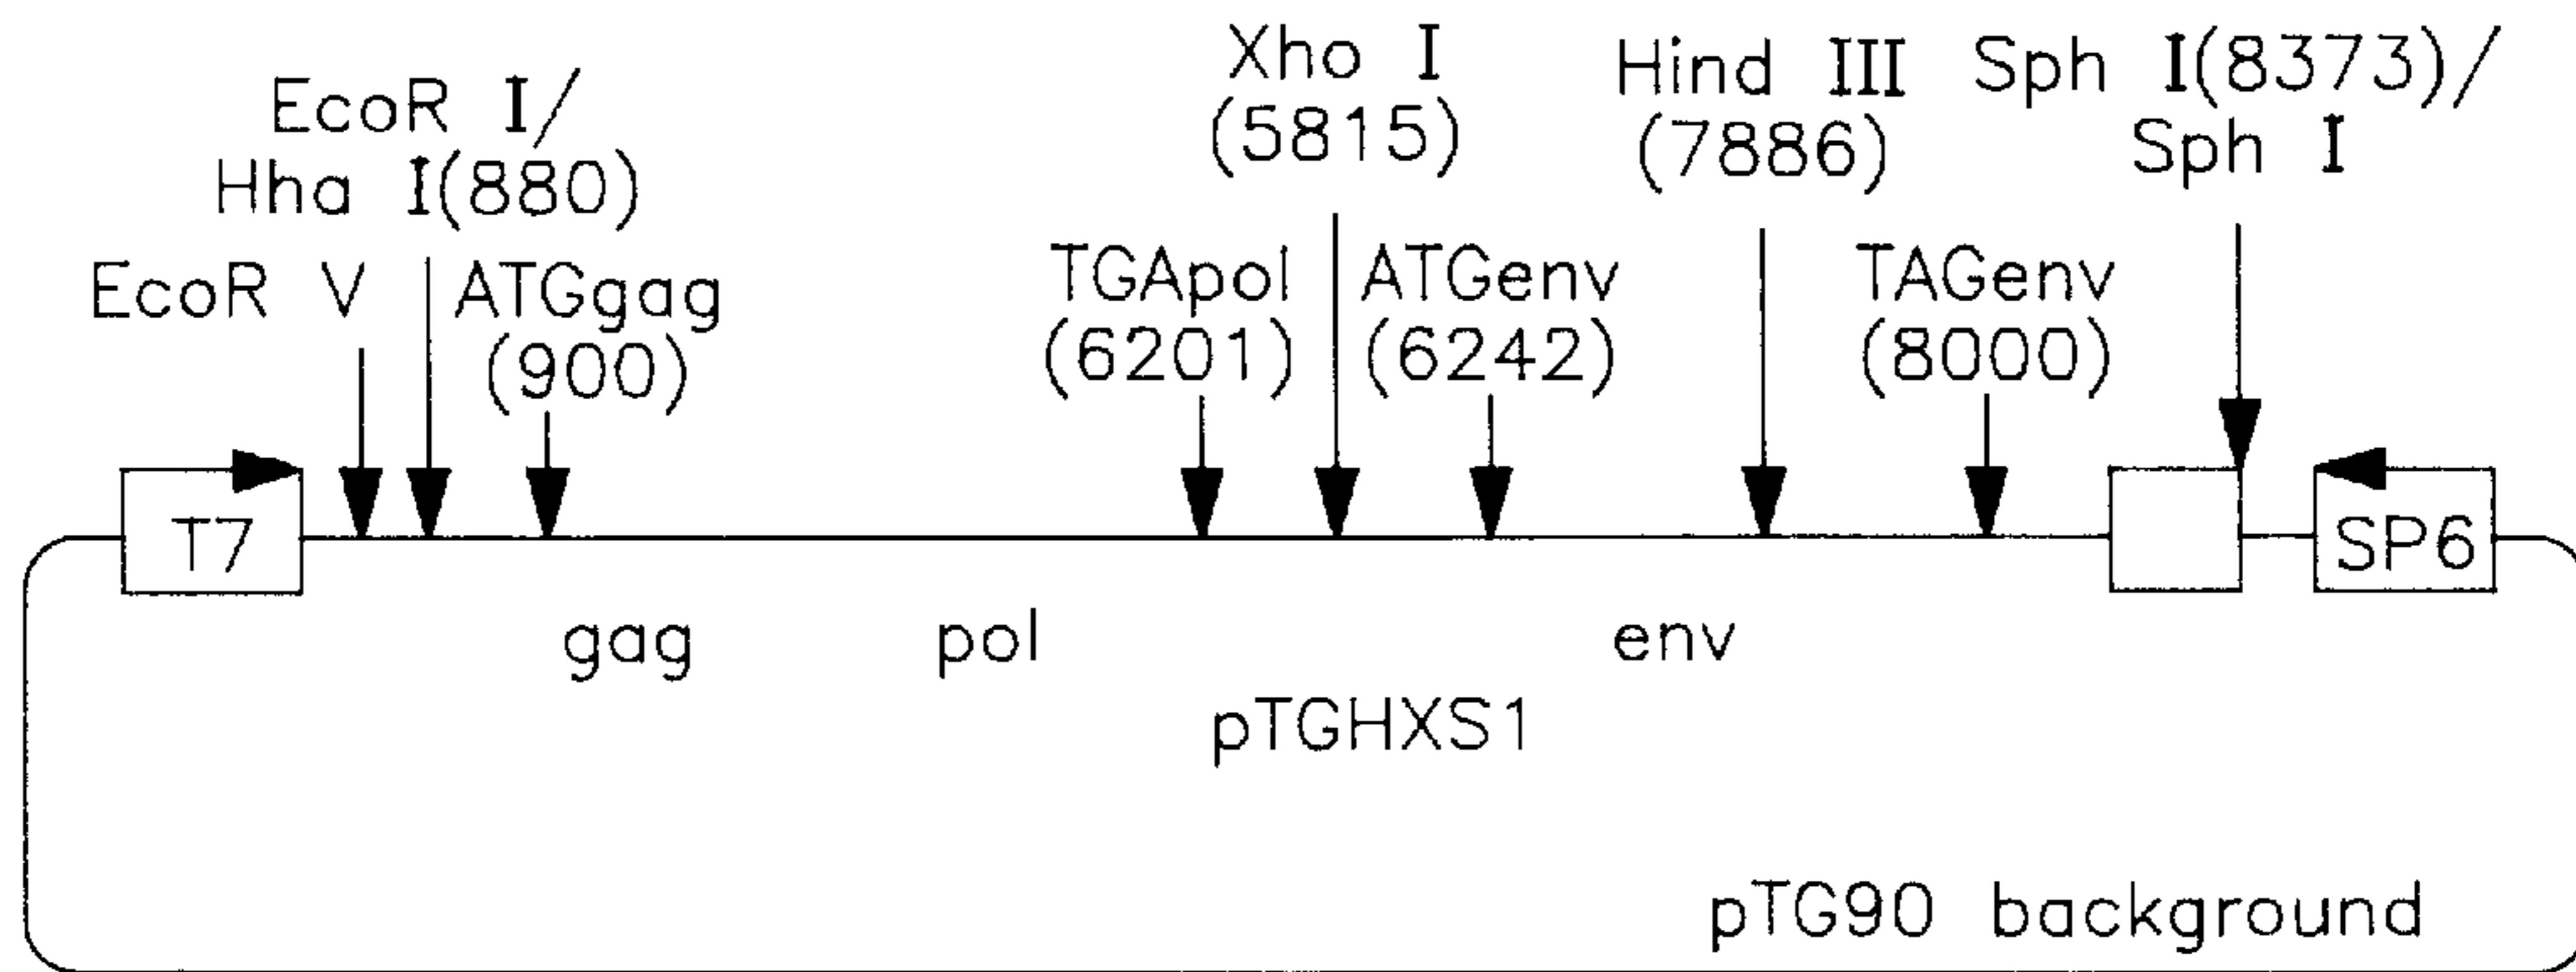 EcoR V
EcoR I/
Hha I(880)
ATGgag
(900)
TGApol
(6201)
Xho I
(5815)
ATGenv
(6242)
Hind III
(7886)
TAGenv
(8000)
Sph I(8373)/
Sph I
T7
SP6
gag
pol
env
pTGHXS1
pTG90 background